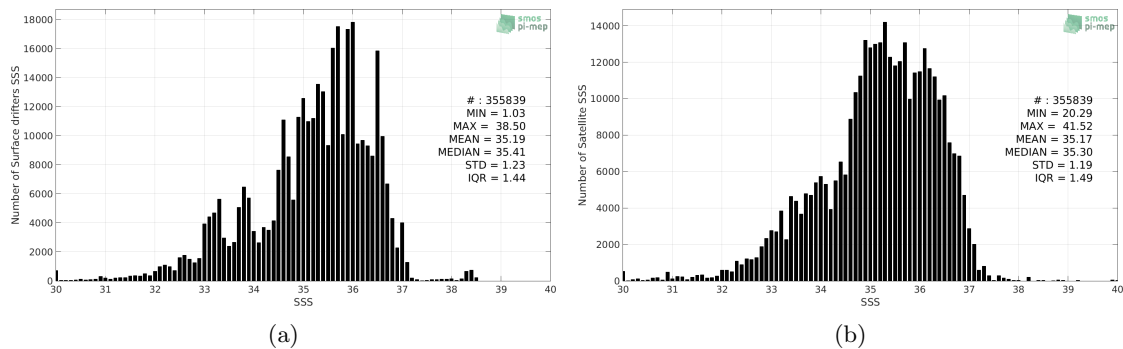 smos
pi-mep
Number of Surface drifters SSS
18000
16000
14000
12000
10000
8000
6000
4000
2000
0
# : 355839
MIN = 1.03
MAX = 38.50
MEAN = 35.19
MEDIAN = 35.41
STD = 1.23
IQR = 1.44
30 31 32 33 34 35 36 37 38 39 40
SSS
(a)
smos
pi-mep
Number of Satellite SSS
14000
12000
10000
8000
6000
4000
2000
0
# : 355839
MIN = 20.29
MAX = 41.52
MEAN = 35.17
MEDIAN = 35.30
STD = 1.19
IQR = 1.49
30 31 32 33 34 35 36 37 38 39 40
SSS
(b)